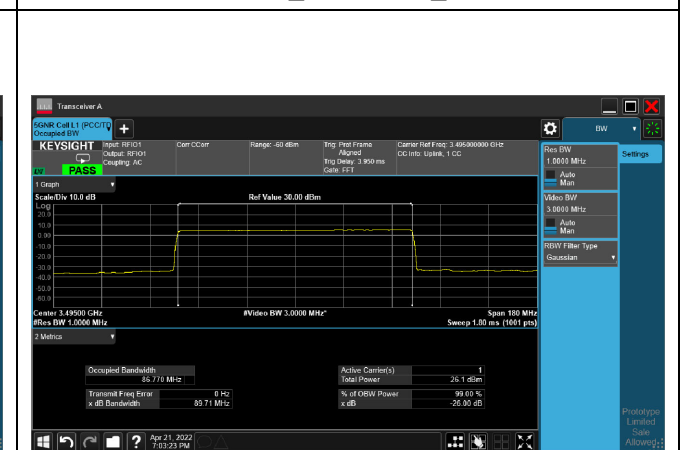 Transceiver A
5GNR Cell L1 (PCC/TD
Occupied BW
KEYSIGHT
PASS
Input: RFIO1
Output: RFIO1
Coupling: AC
Corr CCorr
Range: -60 dBm
Trig: Prot Frame
Aligned
Trig Delay: 3.950 ms
Gate: FFT
Carrier Ref Freq: 3.495000000 GHz
CC Info: Uplink, 1 CC
BW
Res BW
1.0000 MHz
Auto
Man
Video BW
3.0000 MHz
Auto
Man
RBW Filter Type
Gaussian
Settings
1 Graph
Scale/Div 10.0 dB
Ref Value 30.00 dBm
Log
20.0
10.0
0.00
-10.0
-20.0
-30.0
-40.0
-50.0
-60.0
Center 3.49500 GHz
#Video BW 3.0000 MHz*
Span 180 MHz
#Res BW 1.0000 MHz
Sweep 1.80 ms (1001 pts)
2 Metrics
Occupied Bandwidth
86.770 MHz
Active Carrier(s) 1
Total Power 26.1 dBm
Transmit Freq Error 0 Hz
x dB Bandwidth 89.71 MHz
% of OBW Power 99.00 %
x dB -26.00 dB
Prototype
Limited
Sale
Allowed
Apr 21, 2022
7:03:23 PM